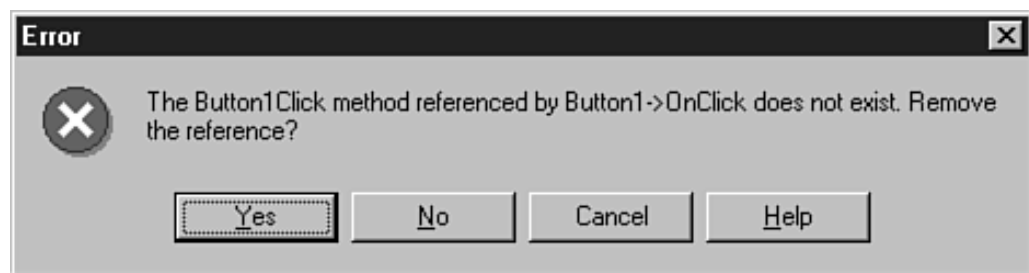 Error
The Button1Click method referenced by Button1->OnClick does not exist. Remove
the reference?
Yes No Cancel Help